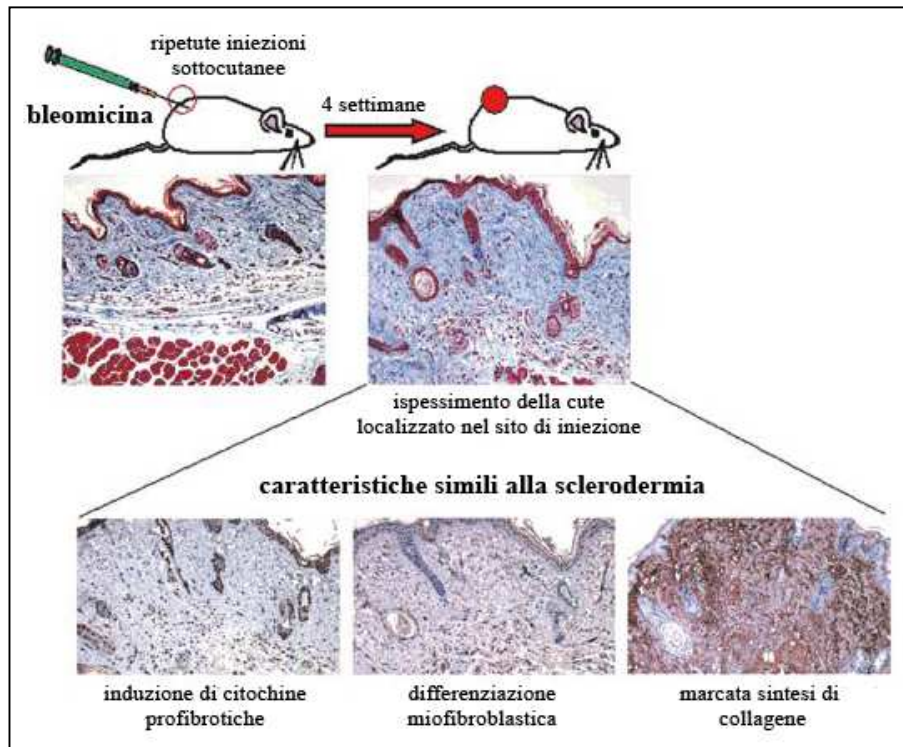 ripetute iniezioni
sottocutanee
bleomicina
4 settimane
ispessimento della cute
localizzato nel sito di iniezione
caratteristiche simili alla sclerodermia
induzione di citochine
profibrotiche
differenziazione
miofibroblastica
marcata sintesi di
collagene